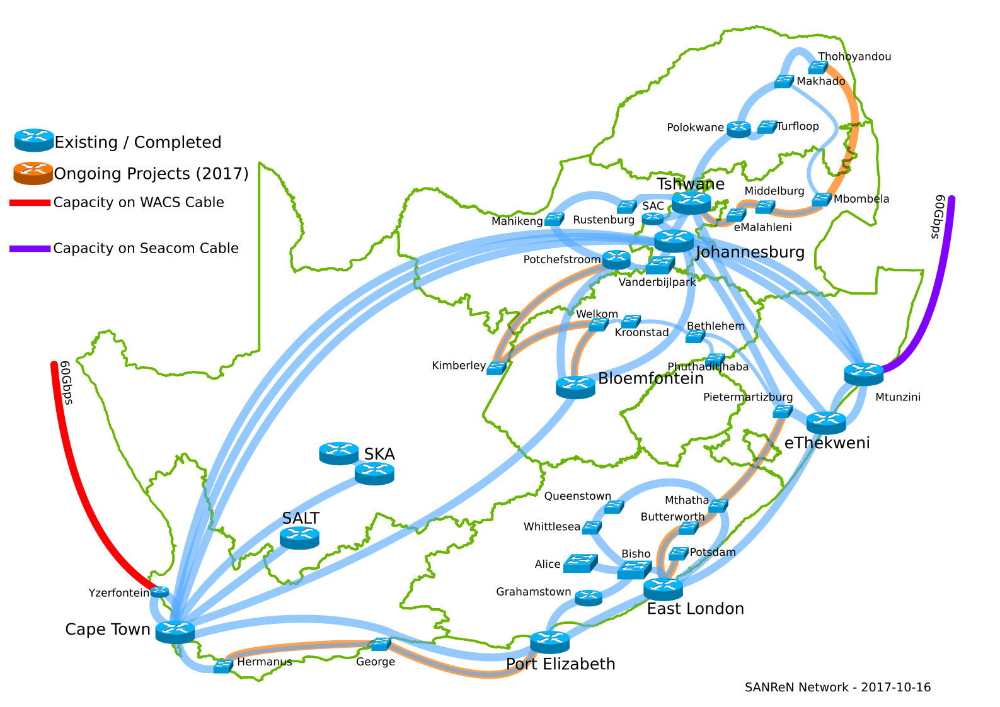 Thohoyandou
Makhado
Polokwane
Turfloop
Existing / Completed
Ongoing Projects (2017)
Capacity on WACS Cable
Capacity on Seacom Cable
Tshwane
Middelburg
Mbombela
60Gbps
SAC
Mahikeng
Rustenburg
eMalahleni
Johannesburg
Potchefstroom
Vanderbijlpark
Welkom
Kroonstad
Bethlehem
Kimberley
Phuthaditjhaba
60Gbps
Bloemfontein
Pietermartizburg
Mtunzini
eThekweni
SKA
Queenstown
Mthatha
SALT
Butterworth
Whittlesea
Bisho
Potsdam
Alice
Yzerfontein
Grahamstown
East London
Cape Town
Hermanus
George
Port Elizabeth
SANReN Network - 2017-10-16